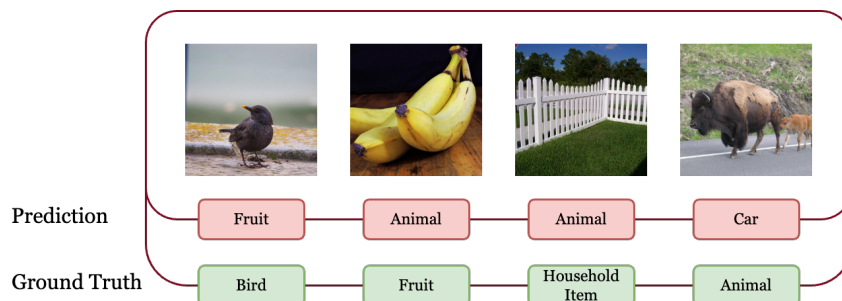 Prediction
Fruit
Animal
Animal
Car
Ground Truth
Bird
Fruit
Household
Item
Animal